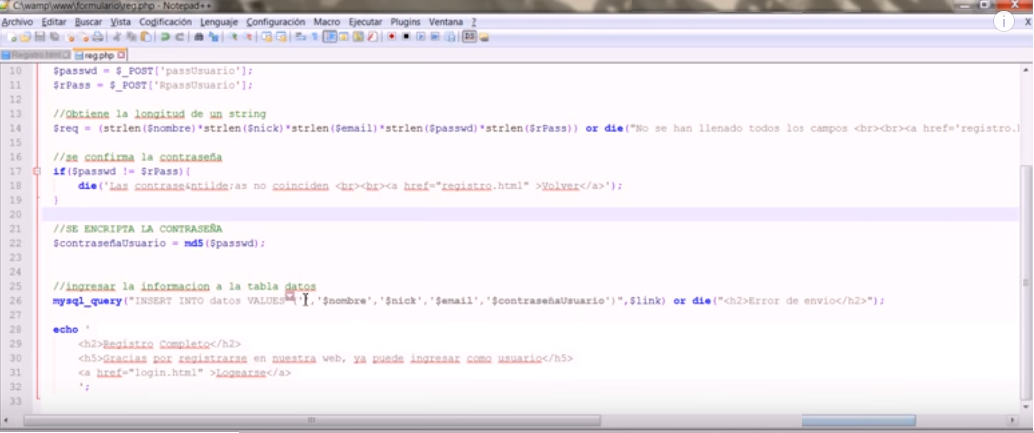 C:\wamp\www\formulario\reg.php - Notepad++
Archivo Editar Buscar Vista Codificación Lenguaje Configuración Macro Ejecutar Plugins Ventana ?
X
Registro.html reg.php
10 $passwd = $_POST['passUsuario'];
11 $rPass = $_POST['RpassUsuario'];
12
13 //Obtiene la longitud de un string
14 $req = (strlen($nombre)*strlen($nick)*strlen($email)*strlen($passwd)*strlen($rPass)) or die("No se han llenado todos los campos <br><br><a href='registro.
15
16 //se confirma la contraseña
17 if($passwd != $rPass){
18 die('Las contrase&ntilde;as no coinciden <br><br><a href="registro.html" >Volver</a>');
19 }
20
21 //SE ENCRIPTA LA CONTRASEÑA
22 $contraseñaUsuario = md5($passwd);
23
24
25 //ingresar la informacion a la tabla datos
26 mysql_query("INSERT INTO datos VALUES ('','$nombre','$nick','$email','$contraseñaUsuario')",$link) or die("<h2>Error de envio</h2>");
27
28 echo '
29 <h2>Registro Completo</h2>
30 <h5>Gracias por registrarse en nuestra web, ya puede ingresar como usuario</h5>
31 <a href="login.html" >Logearse</a>
32 ';
33